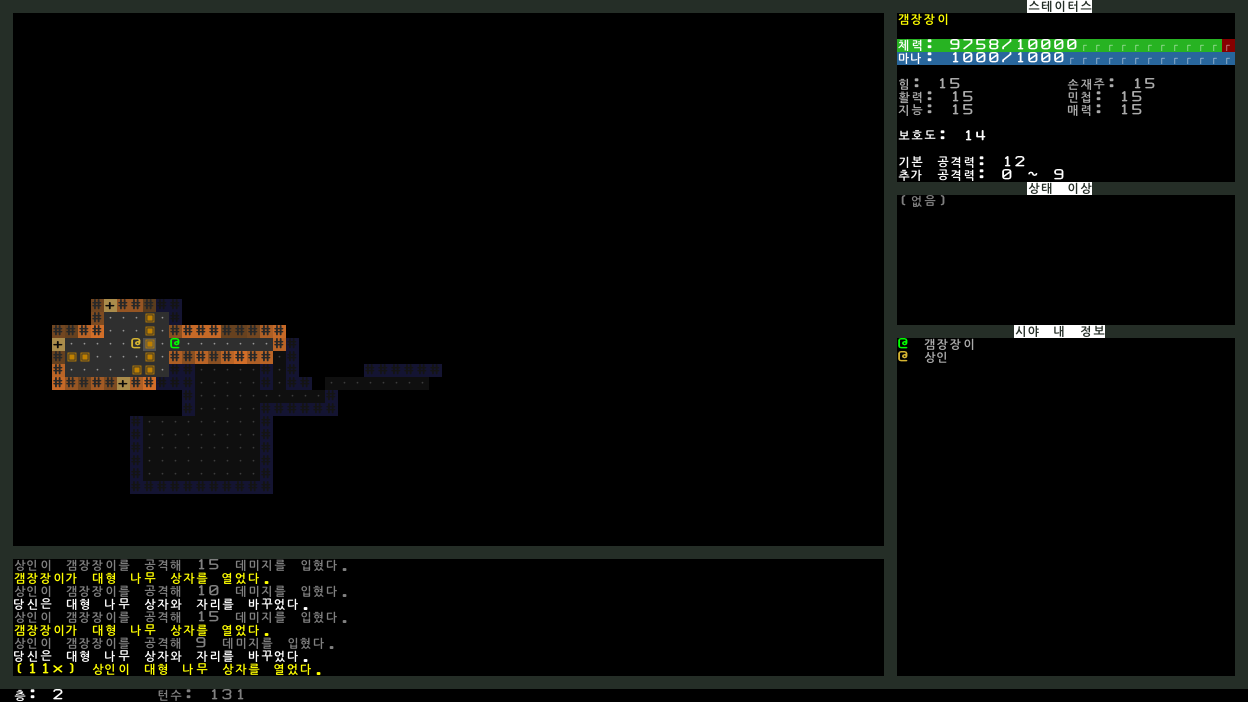 스테이터스
갬장장이
체력: 9758/10000
마나: 1000/1000
힘: 15 손재주: 15
활력: 15 민첩: 15
지능: 15 매력: 15
보호도: 14
기본 공격력: 12
추가 공격력: 0 ~ 9
상태 이상
(없음)
시야 내 정보
@ 갬장장이
@ 상인
상인이 갬장장이를 공격해 15 데미지를 입혔다.
갬장장이가 대형 나무 상자를 열었다.
상인이 갬장장이를 공격해 10 데미지를 입혔다.
당신은 대형 나무 상자와 자리를 바꾸었다.
상인이 갬장장이를 공격해 15 데미지를 입혔다.
갬장장이가 대형 나무 상자를 열었다.
상인이 갬장장이를 공격해 9 데미지를 입혔다.
당신은 대형 나무 상자와 자리를 바꾸었다.
(11x) 상인이 대형 나무 상자를 열었다.
층: 2 턴수: 131